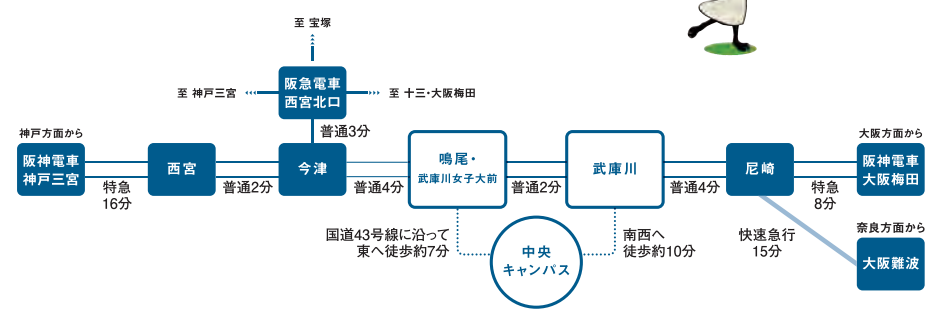 至 宝塚
阪急電車
西宮北口
至 神戸三宮
至 十三・大阪梅田
普通3分
神戸方面から
阪神電車
神戸三宮
特急
16分
西宮
普通2分
今津
普通4分
鳴尾・
武庫川女子大前
普通2分
武庫川
普通4分
尼崎
特急
8分
大阪方面から
阪神電車
大阪梅田
国道43号線に沿って
東へ徒歩約7分
中央
キャンパス
南西へ
徒歩約10分
快速急行
15分
奈良方面から
大阪難波